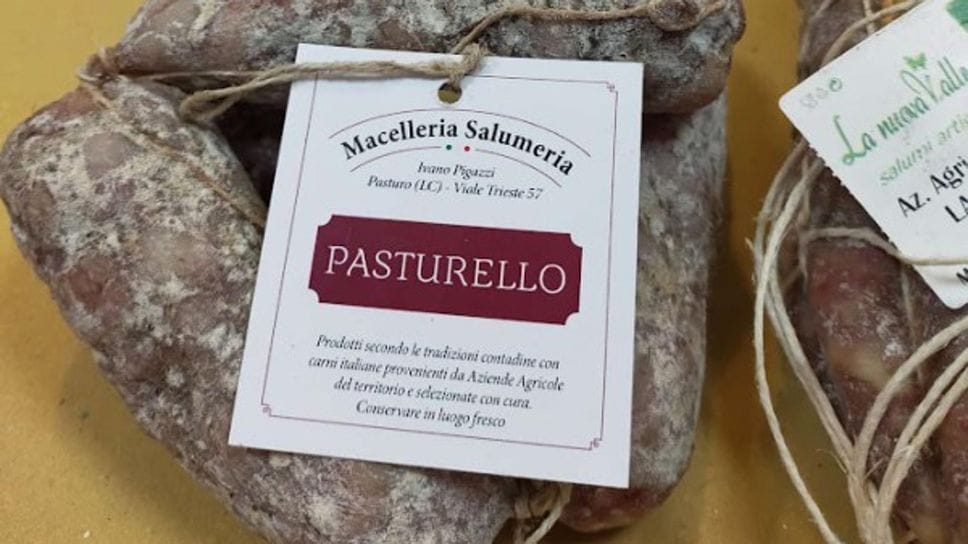 Macelleria Salumeria
Ivano Pigazzi
Pasturo (LC) - Viale Trieste 57
PASTURELLO
Prodotti secondo le tradizioni contadine con
carni italiane provenienti da Aziende Agricole
del territorio e selezionate con cura.
Conservare in luogo fresco
La nuova Valle
salumi arti
Az. Agri
LA